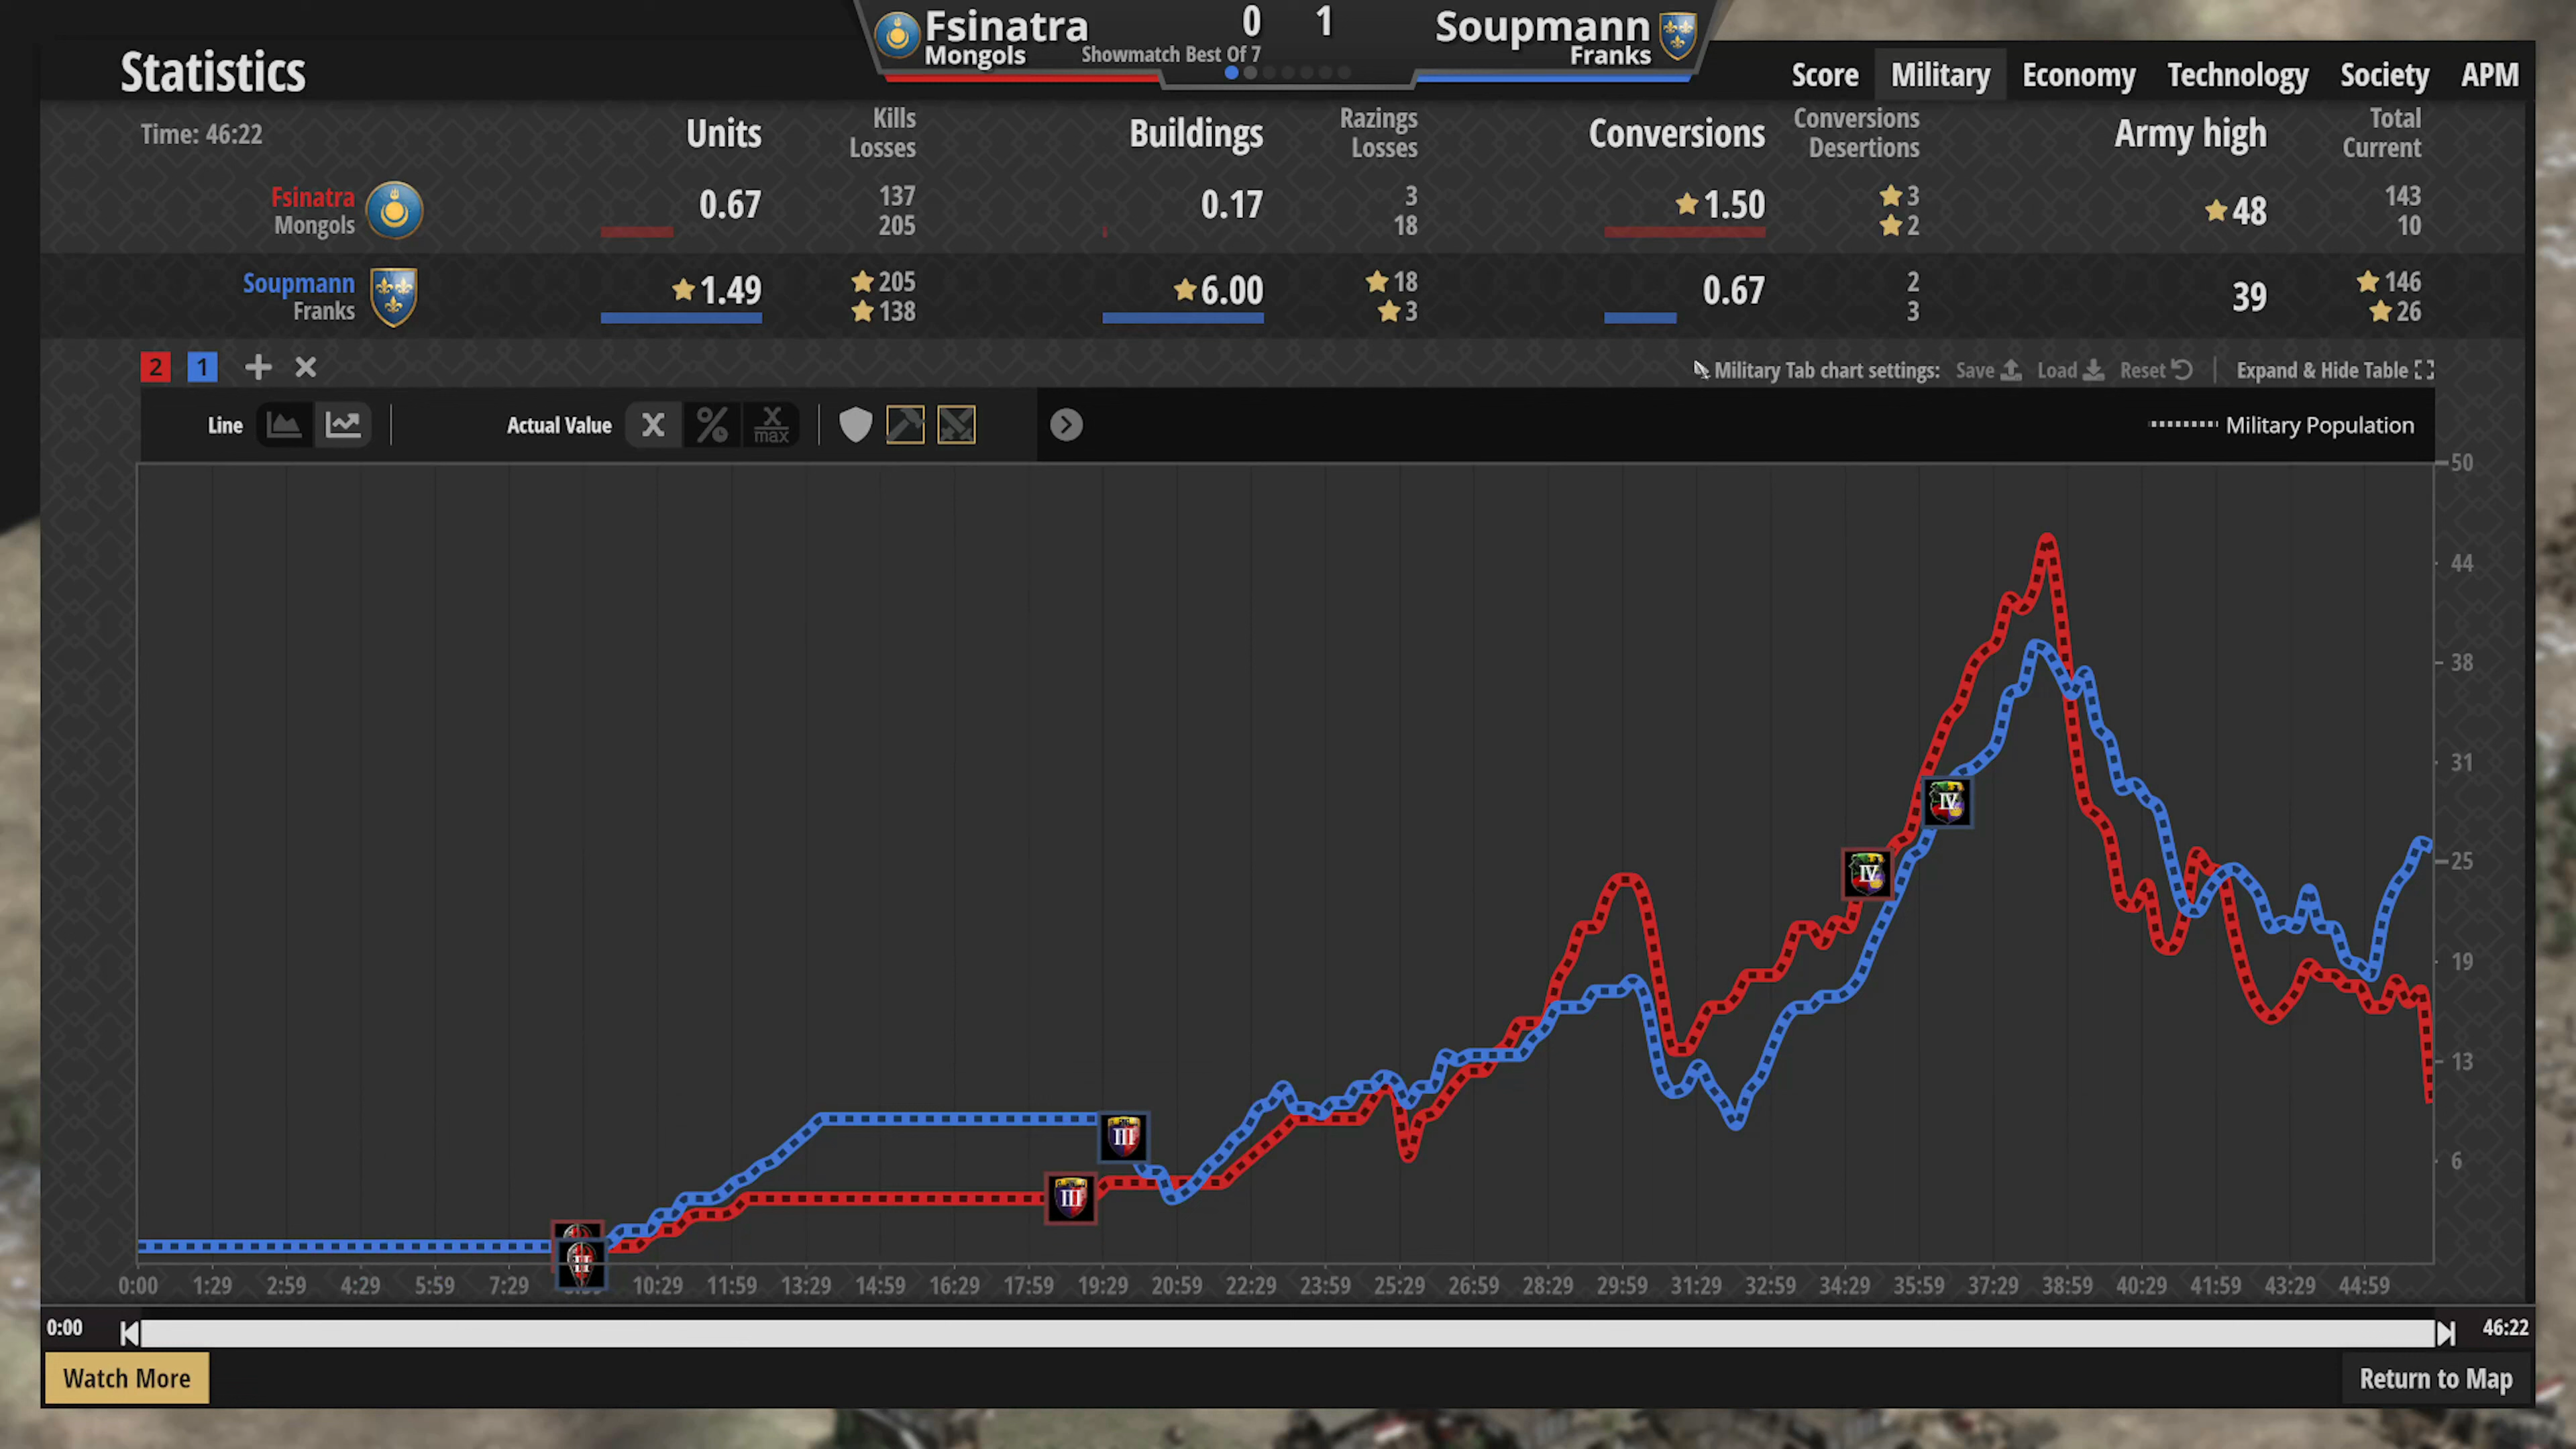 Fsinatra 0 1 Soupmann
Mongols Showmatch Best Of 7 Franks
Statistics
Score Military Economy Technology Society APM
Time: 46:22 Units Kills Losses Buildings Razings Losses Conversions Conversions Desertions Army high Total Current
Fsinatra 0.67 137 0.17 3 1.50 3 48 143
Mongols 205 18 2 10
Soupmann 1.49 205 6.00 18 0.67 2 39 146
Franks 138 3 3 26
2 1 Military Tab chart settings: Save Load Reset Expand & Hide Table
Line Actual Value X % X max Military Population
50
44
38
31
25
19
13
6
IV
IV
III
III
II
0:00 1:29 2:59 4:29 5:59 7:29 10:29 11:59 13:29 14:59 16:29 17:59 19:29 20:59 22:29 23:59 25:29 26:59 28:29 29:59 31:29 32:59 34:29 35:59 37:29 38:59 40:29 41:59 43:29 44:59
0:00 46:22
Watch More Return to Map